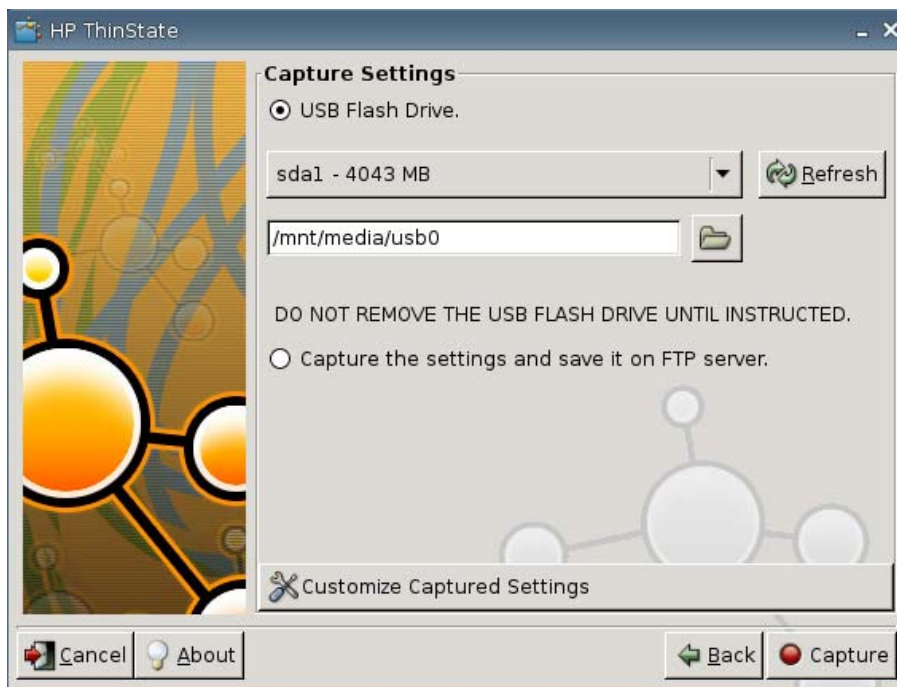 HP ThinState
Capture Settings
USB Flash Drive.
sda1 - 4043 MB
Refresh
/mnt/media/usb0
DO NOT REMOVE THE USB FLASH DRIVE UNTIL INSTRUCTED.
Capture the settings and save it on FTP server.
Customize Captured Settings
Cancel
About
Back
Capture